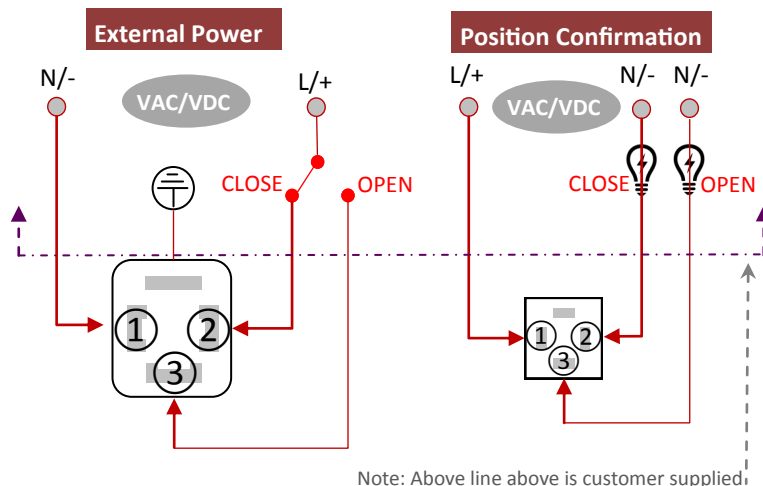 External Power
Position Confirmation
N/-
VAC/VDC
L/+
L/+
VAC/VDC
N/-
N/-
CLOSE
OPEN
CLOSE
OPEN
1
2
3
1
2
3
Note: Above line above is customer supplied